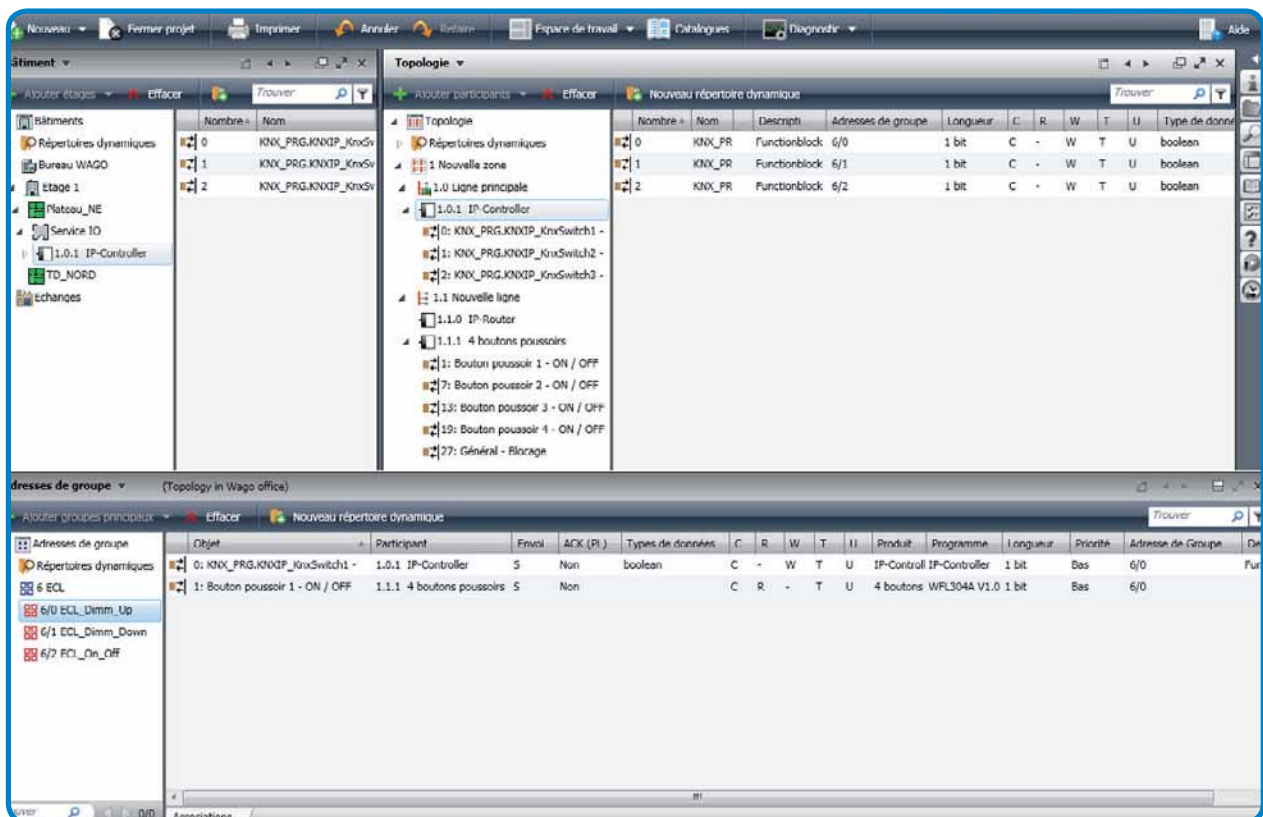 Nouveau Fermer projet Imprimer Annuler Refaire Espace de travail Catalogues Diagnostic Aide
âtiment Topologie
Ajouter étages Effacer Trouver Ajouter participants Effacer Nouveau répertoire dynamique Trouver
Bâtiments Nombre Nom Topologie Nombre Nom Descripti Adresses de groupe Longueur C R W T U Type de donné
Répertoires dynamiques 0 KNX_PRG.KNXIP_KnxSv Répertoires dynamiques 0 KNX_PR Functionblock 6/0 1 bit C - W T U boolean
Bureau WAGO 1 KNX_PRG.KNXIP_KnxSv 1 Nouvelle zone 1 KNX_PR Functionblock 6/1 1 bit C - W T U boolean
Etage 1 2 KNX_PRG.KNXIP_KnxSv 1.0 Ligne principale 2 KNX_PR Functionblock 6/2 1 bit C - W T U boolean
Plateau_NE 1.0.1 IP-Controller
Service IO 0: KNX_PRG.KNXIP_KnxSwitch1 -
1.0.1 IP-Controller 1: KNX_PRG.KNXIP_KnxSwitch2 -
TD_NORD 2: KNX_PRG.KNXIP_KnxSwitch3 -
Echanges 1.1 Nouvelle ligne
1.1.0 IP-Router
1.1.1 4 boutons poussoirs
1: Bouton poussoir 1 - ON / OFF
7: Bouton poussoir 2 - ON / OFF
13: Bouton poussoir 3 - ON / OFF
19: Bouton poussoir 4 - ON / OFF
27: Général - Blocage
dresses de groupe (Topology in Wago office)
Ajouter groupes principaux Effacer Nouveau répertoire dynamique Trouver
Adresses de groupe Objet Participant Envoi ACK (PL) Types de données C R W T U Produit Programme Longueur Priorité Adresse de Groupe De
Répertoires dynamiques 0: KNX_PRG.KNXIP_KnxSwitch1 - 1.0.1 IP-Controller S Non boolean C - W T U IP-Controll IP-Controller 1 bit Bas 6/0 Fur
6 ECL 1: Bouton poussoir 1 - ON / OFF 1.1.1 4 boutons poussoirs S Non C R - T U 4 boutons WFL304A V1.0 1 bit Bas 6/0
6/0 ECL_Dimm_Up
6/1 ECL_Dimm_Down
6/2 ECL_On_Off
ouver 0/0 Associations